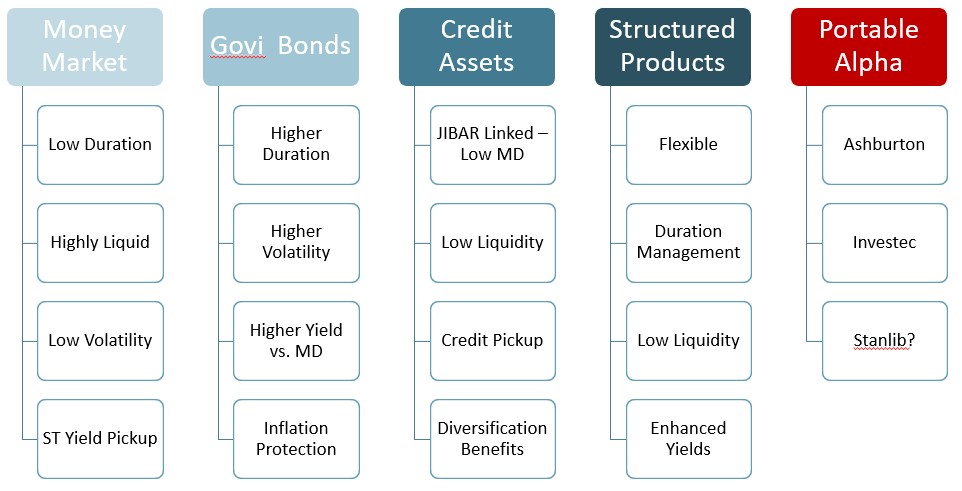 Money
Market
Low Duration
Highly Liquid
Low Volatility
ST Yield Pickup
Govi Bonds
Higher
Duration
Higher
Volatility
Higher Yield
vs. MD
Inflation
Protection
Credit
Assets
JIBAR Linked –
Low MD
Low Liquidity
Credit Pickup
Diversification
Benefits
Structured
Products
Flexible
Duration
Management
Low Liquidity
Enhanced
Yields
Portable
Alpha
Ashburton
Investec
Stanlib?